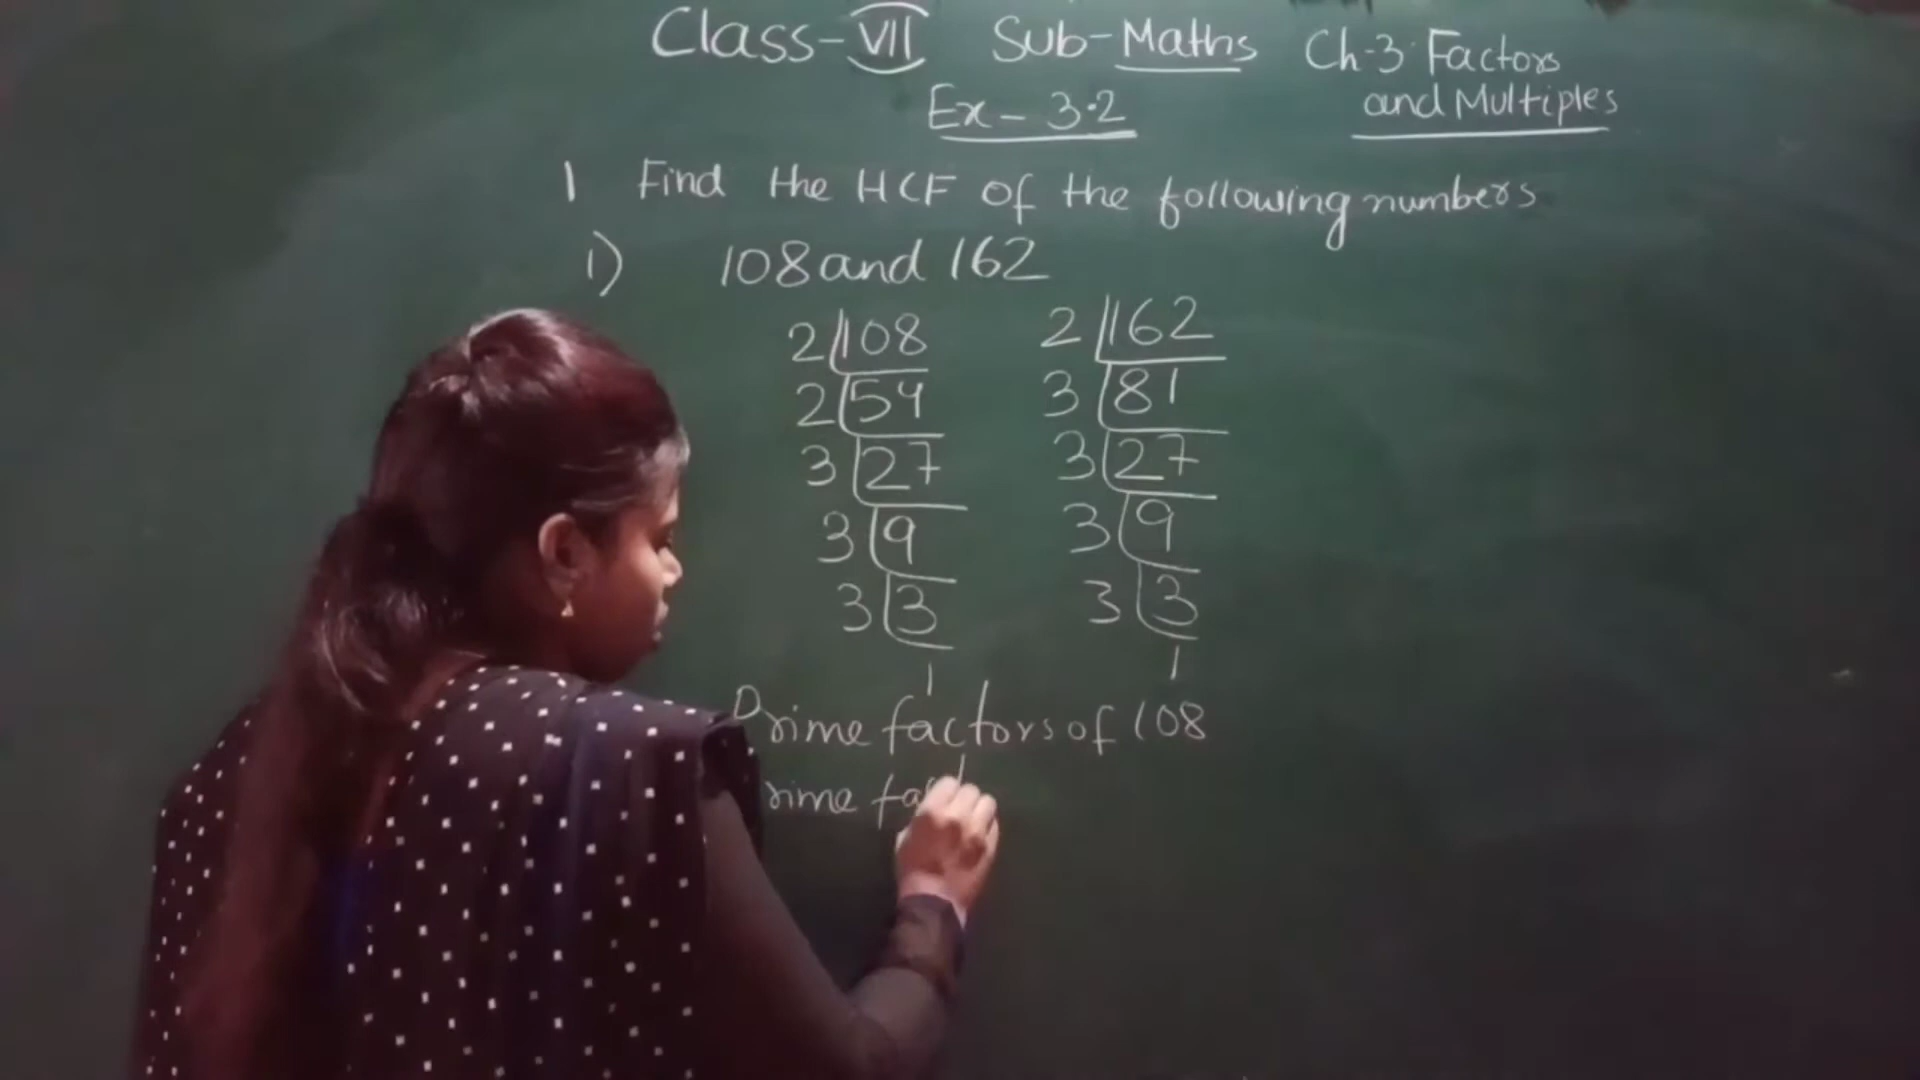 Class-VII Sub-Maths Ch-3 Factors
and Multiples
Ex-3.2
1 Find the HCF of the following numbers
1) 108 and 162
2 108
2 54
3 27
3 9
3 3
1
2 162
3 81
3 27
3 9
3 3
1
Prime factors of 108
rime fa